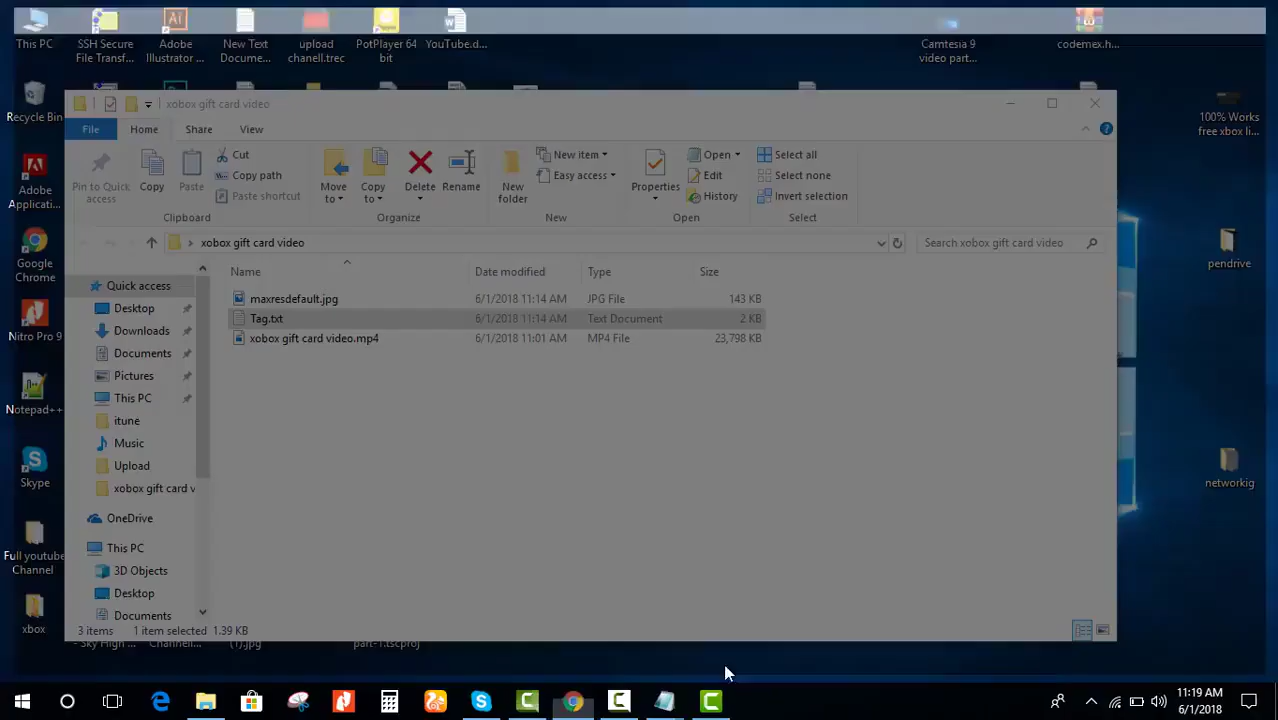 This PC
SSH Secure
File Transf...
Adobe
Illustrator ...
New Text
Docume...
upload
chanell.trec
PotPlayer 64
bit
YouTube.d...
Camtesia 9
video part...
codemex.h...
Recycle Bin
Adobe
Applicati...
Google
Chrome
Nitro Pro 9
Notepad++
Skype
Full youtube
Channel
xbox
100% Works
free xbox li...
pendrive
networkig
xobox gift card video
File
Home
Share
View
Pin to Quick
access
Copy
Paste
Cut
Copy path
Paste shortcut
Clipboard
Move
to
Copy
to
Delete
Rename
Organize
New
folder
New item
Easy access
New
Properties
Open
Edit
History
Open
Select all
Select none
Invert selection
Select
xobox gift card video
Search xobox gift card video
Name
Date modified
Type
Size
maxresdefault.jpg
6/1/2018 11:14 AM
JPG File
143 KB
Tag.txt
6/1/2018 11:14 AM
Text Document
2 KB
xobox gift card video.mp4
6/1/2018 11:01 AM
MP4 File
23,798 KB
Quick access
Desktop
Downloads
Documents
Pictures
This PC
itune
Music
Upload
xobox gift card v
OneDrive
This PC
3D Objects
Desktop
Documents
3 items
1 item selected 1.39 KB
- Sky High ...
Channel...
(1).jpg
part-1.tscproj
11:19 AM
6/1/2018